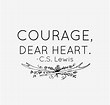 COURAGE,
DEAR HEART.
-C.S. Lewis